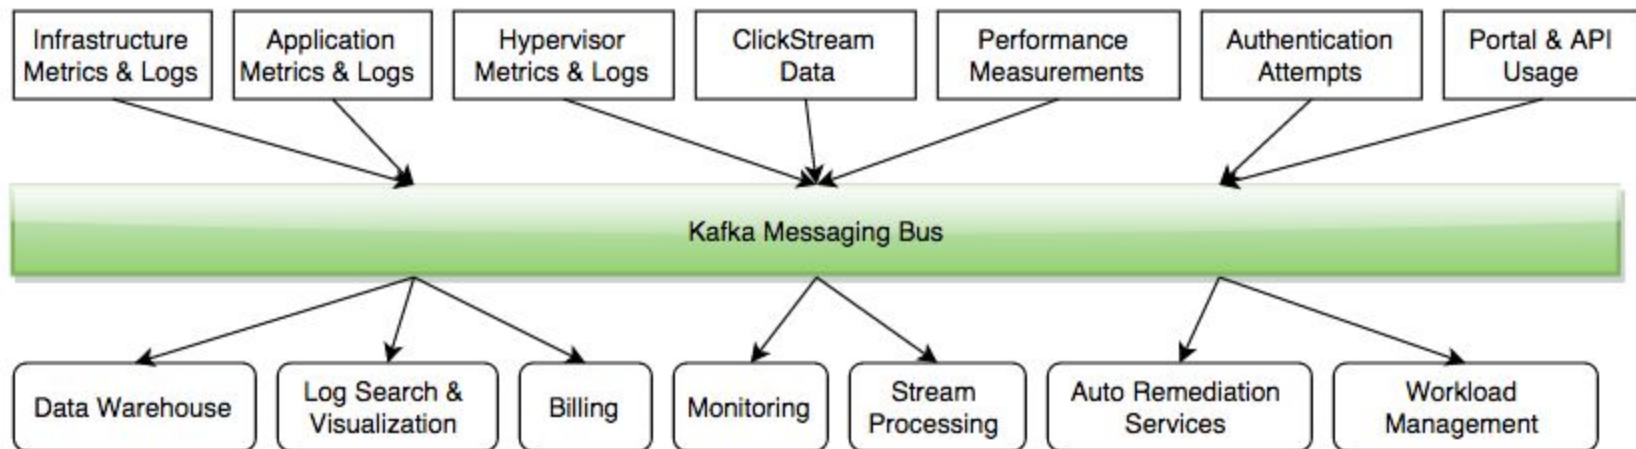 Infrastructure
Metrics & Logs
Application
Metrics & Logs
Hypervisor
Metrics & Logs
ClickStream
Data
Performance
Measurements
Authentication
Attempts
Portal & API
Usage
Kafka Messaging Bus
Data Warehouse
Log Search &
Visualization
Billing
Monitoring
Stream
Processing
Auto Remediation
Services
Workload
Management